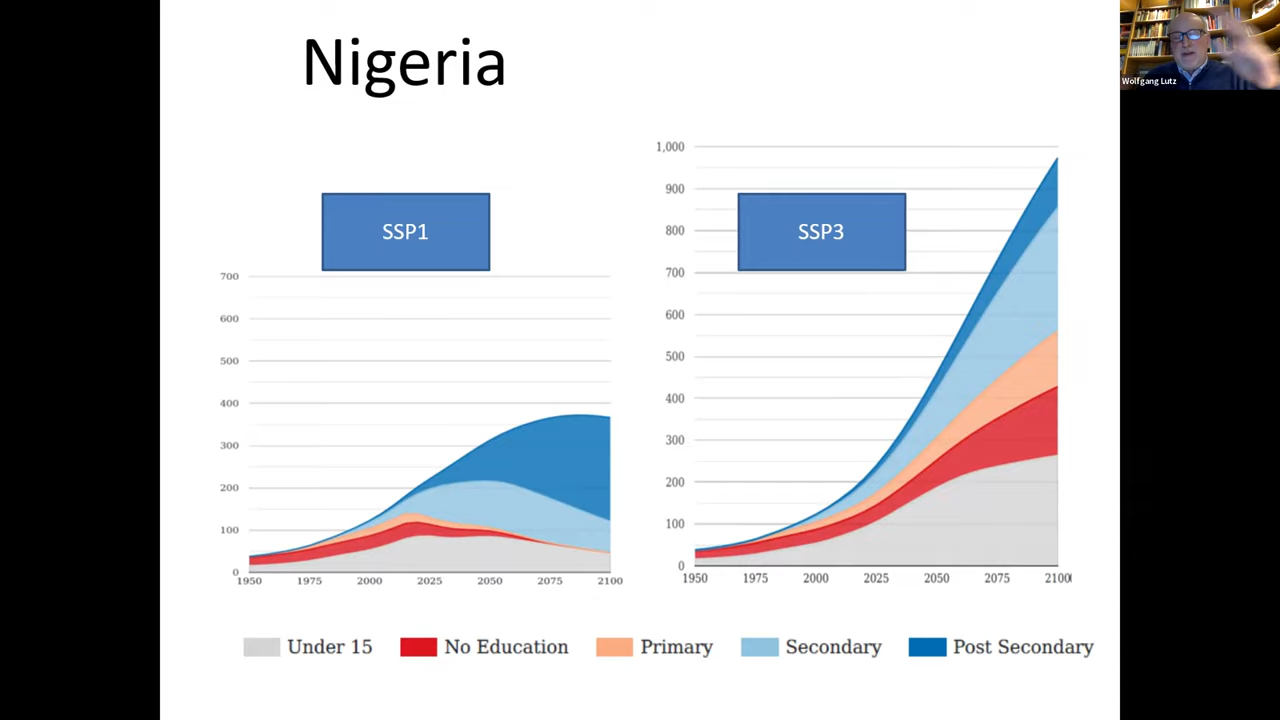 Nigeria
Wolfgang Lutz
SSP1
700
600
500
400
300
200
100
0
1950 1975 2000 2025 2050 2075 2100
SSP3
1,000
900
800
700
600
500
400
300
200
100
0
1950 1975 2000 2025 2050 2075 2100
Under 15 No Education Primary Secondary Post Secondary